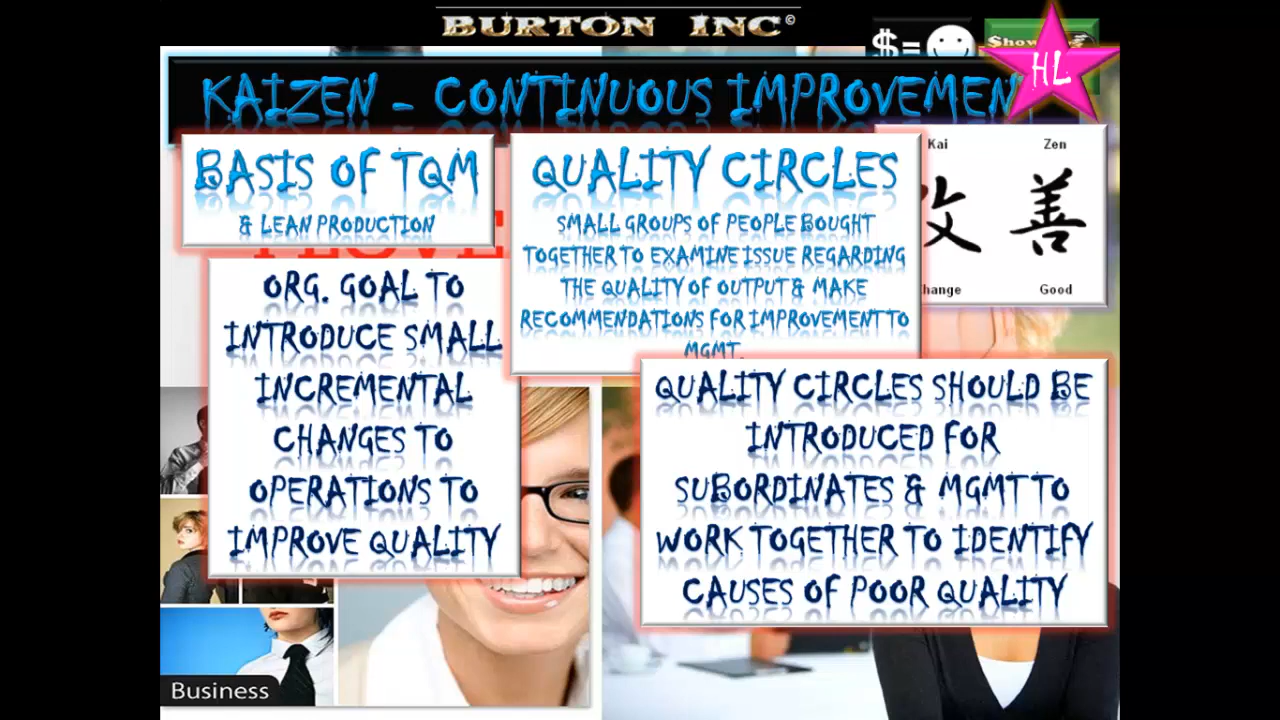 BURTON INC©
$=
$how
HL
KAIZEN - CONTINUOUS IMPROVEMEN
BASIS OF TQM
& LEAN PRODUCTION
QUALITY CIRCLES
SMALL GROUPS OF PEOPLE BOUGHT
TOGETHER TO EXAMINE ISSUE REGARDING
THE QUALITY OF OUTPUT & MAKE
RECOMMENDATIONS FOR IMPROVEMENT TO
MGMT.
Kai Zen
改 善
hange Good
ORG. GOAL TO
INTRODUCE SMALL
INCREMENTAL
CHANGES TO
OPERATIONS TO
IMPROVE QUALITY
QUALITY CIRCLES SHOULD BE
INTRODUCED FOR
SUBORDINATES & MGMT TO
WORK TOGETHER TO IDENTIFY
CAUSES OF POOR QUALITY
Business